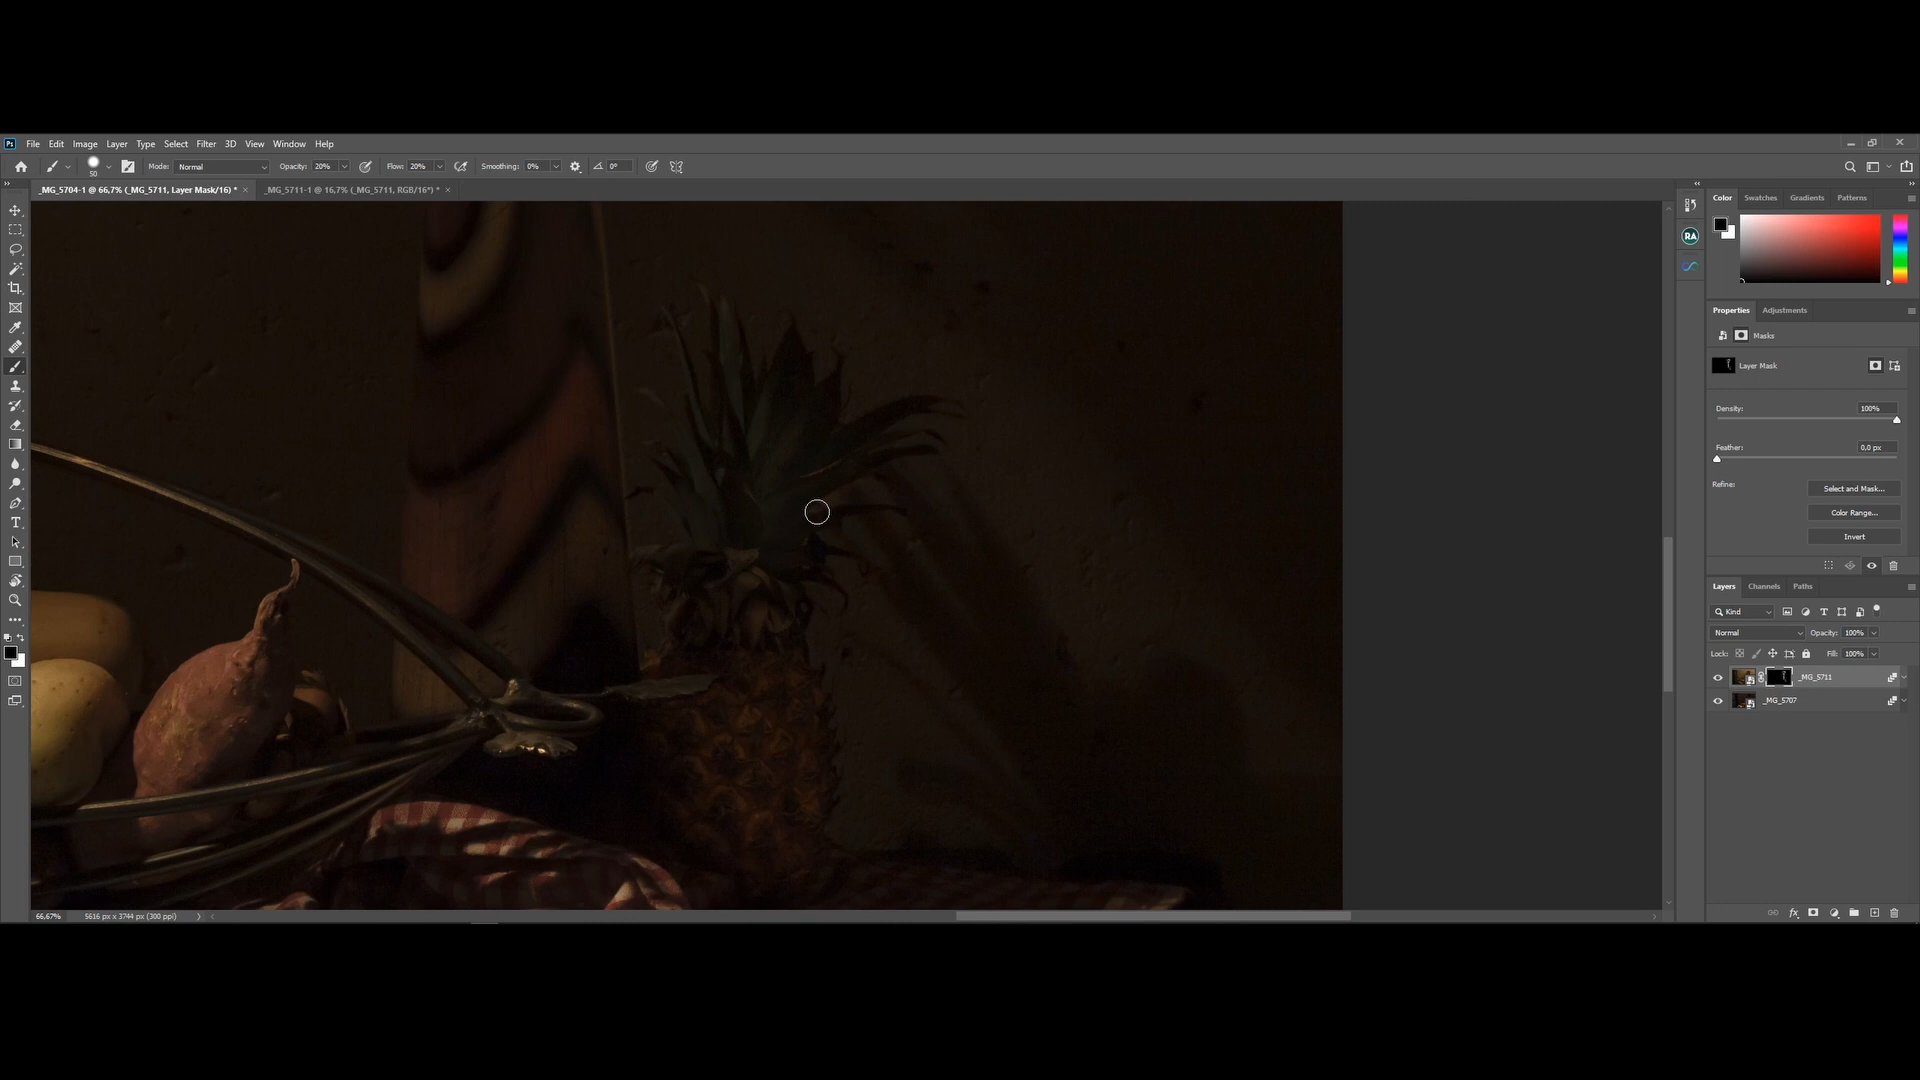 Ps File Edit Image Layer Type Select Filter 3D View Window Help
50 Mode: Normal Opacity: 20% Flow: 20% Smoothing: 0% 0°
_MG_5704-1 @ 66,7% (_MG_5711, Layer Mask/16) * × _MG_5711-1 @ 16,7% (_MG_5711, RGB/16*) * ×
Color Swatches Gradients Patterns
RA
Properties Adjustments
Masks
Layer Mask
Density: 100%
Feather: 0,0 px
Refine: Select and Mask...
Color Range...
Invert
Layers Channels Paths
Kind
Normal Opacity: 100%
Lock: Fill: 100%
_MG_5711
_MG_5707
fx
66,67% 5616 px x 3744 px (300 ppi)